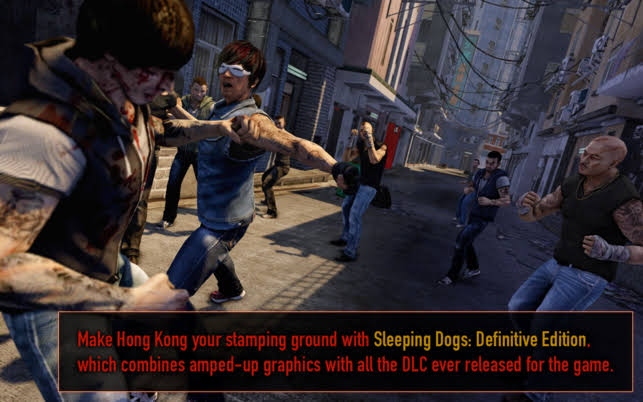 Make Hong Kong your stamping ground with Sleeping Dogs: Definitive Edition,
which combines amped-up graphics with all the DLC ever released for the game.